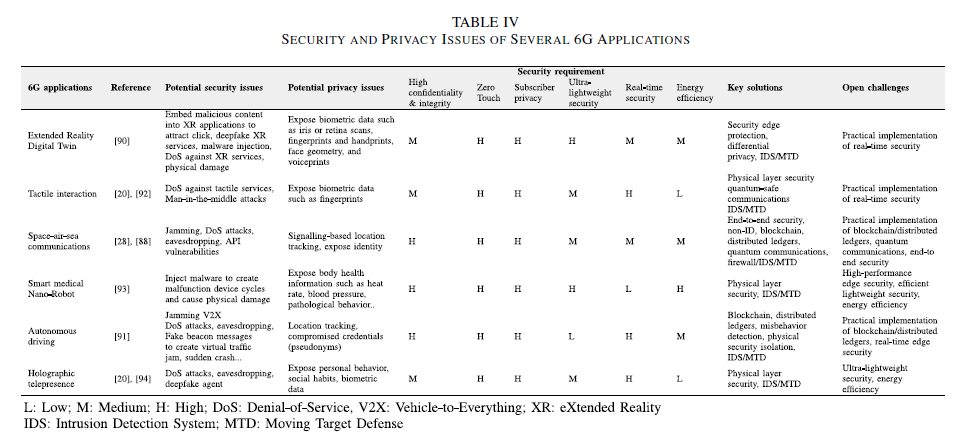 TABLE IV
SECURITY AND PRIVACY ISSUES OF SEVERAL 6G APPLICATIONS
Security requirement
6G applications Reference Potential security issues Potential privacy issues High confidentiality & integrity Zero Touch Subscriber privacy Ultra-lightweight security Real-time security Energy efficiency Key solutions Open challenges
Extended Reality
Digital Twin
[90]
Embed malicious content
into XR applications to
attract click, deepfake XR
services, malware injection,
DoS against XR services,
physical damage
Expose biometric data such
as iris or retina scans,
fingerprints and handprints,
face geometry, and
voiceprints
M H H H M M
Security edge
protection,
differential
privacy, IDS/MTD
Practical implementation
of real-time security
Tactile interaction
[20], [92]
DoS against tactile services,
Man-in-the-middle attacks
Expose biometric data
such as fingerprints
M H H M H L
Physical layer security
quantum-safe
communications
IDS/MTD
Practical implementation
of real-time security
Space-air-sea
communications
[28], [88]
Jamming, DoS attacks,
eavesdropping, API
vulnerabilities
Signalling-based location
tracking, expose identity
H H H M M M
End-to-end security,
non-ID, blockchain,
distributed ledgers,
quantum communications,
firewall/IDS/MTD
Practical implementation
of blockchain/distributed
ledgers, quantum
communications, end-to
end security
Smart medical
Nano-Robot
[93]
Inject malware to create
malfunction device cycles
and cause physical damage
Expose body health
information such as heart
rate, blood pressure,
pathological behavior..
H H H H L H
Physical layer
security, IDS/MTD
High-performance
edge security, efficient
lightweight security,
energy efficiency
Autonomous
driving
[91]
Jamming V2X
DoS attacks, eavesdropping,
Fake beacon messages
to create virtual traffic
jam, sudden crash...
Location tracking,
compromised credentials
(pseudonyms)
H H H L H M
Blockchain, distributed
ledgers, misbehavior
detection, physical
security isolation,
IDS/MTD
Practical implementation
of blockchain/distributed
ledgers, real-time edge
security
Holographic
telepresence
[20], [94]
DoS attacks, eavesdropping,
deepfake agent
Expose personal behavior,
social habits, biometric
data
M H H M H L
Physical layer
security, IDS/MTD
Ultra-lightweight
security, energy
efficiency
L: Low; M: Medium; H: High; DoS: Denial-of-Service, V2X: Vehicle-to-Everything; XR: eXtended Reality
IDS: Intrusion Detection System; MTD: Moving Target Defense